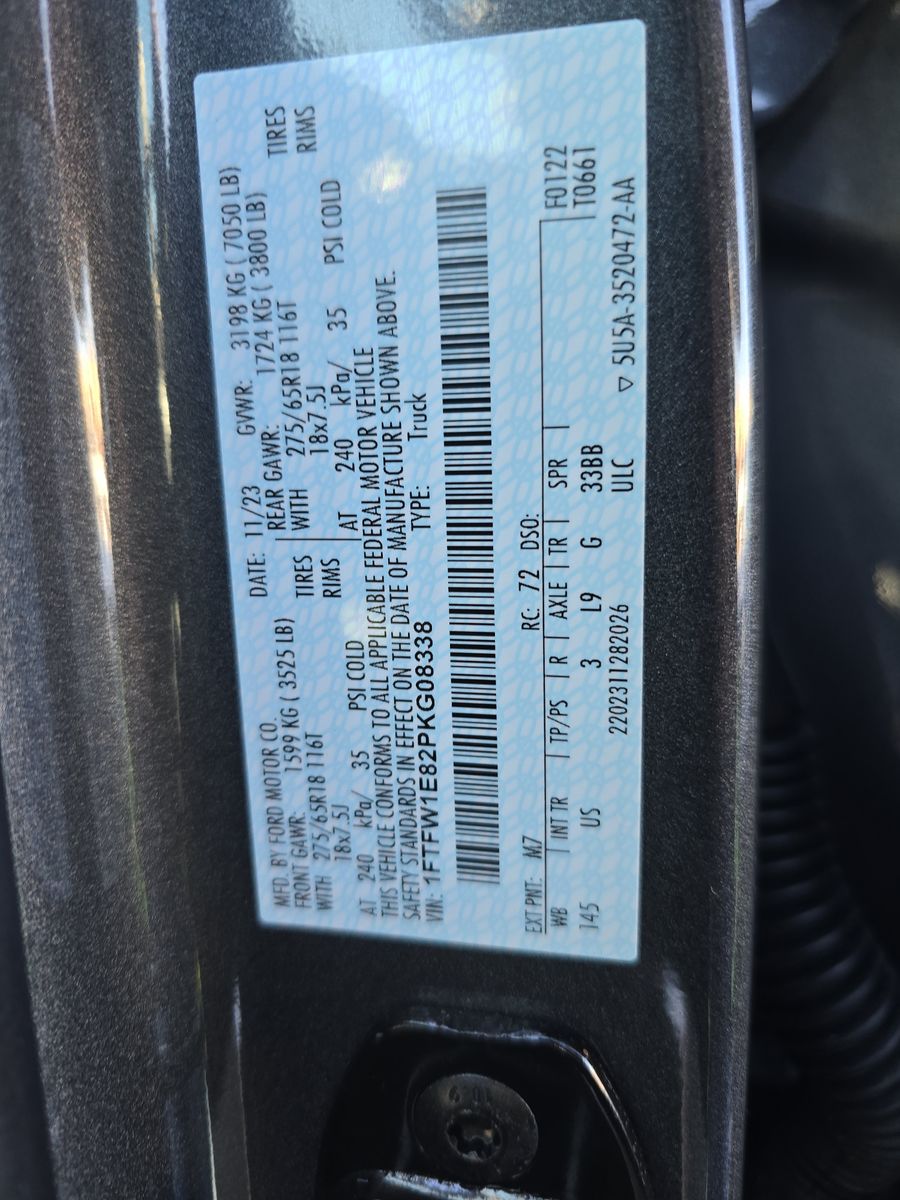 MFD. BY FORD MOTOR CO. DATE: 11/23 GVWR: 3198 KG ( 7050 LB)
FRONT GAWR: 1599 KG ( 3525 LB) REAR GAWR: 1724 KG ( 3800 LB)
WITH 275/65R18 116T TIRES WITH 275/65R18 116T TIRES
18x7.5J RIMS 18x7.5J RIMS
AT 240 kPa/ 35 PSI COLD AT 240 kPa/ 35 PSI COLD
THIS VEHICLE CONFORMS TO ALL APPLICABLE FEDERAL MOTOR VEHICLE
SAFETY STANDARDS IN EFFECT ON THE DATE OF MANUFACTURE SHOWN ABOVE.
VIN: 1FTFW1E82PKG08338 TYPE: Truck
EXT PNT: M7 RC: 72 DSO: F0122
WB INT TR TP/PS R AXLE TR SPR T0661
145 US 3 L9 G 33BB
2202311282026 ULC ▽ 5U5A-3520472-AA